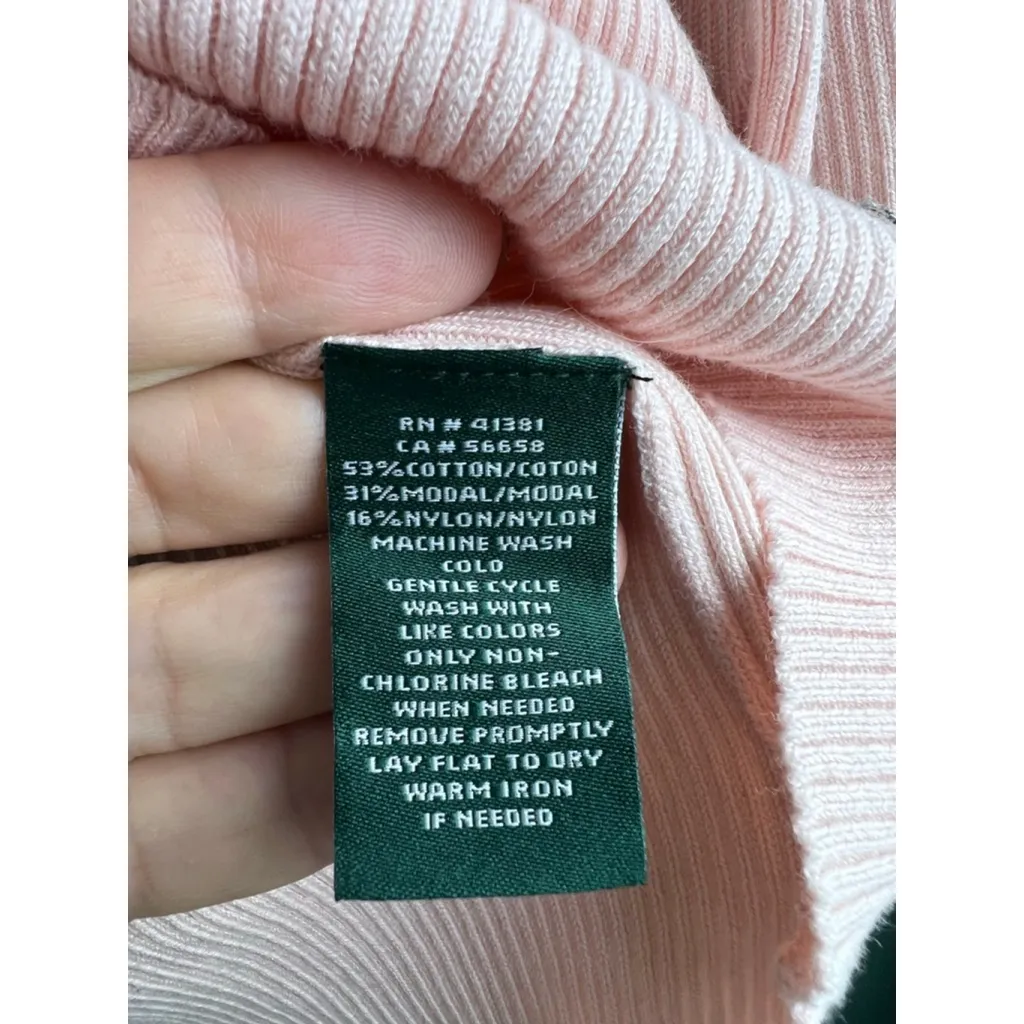 RN # 41381
CA # 56658
53%COTTON/COTON
31%MODAL/MODAL
16%NYLON/NYLON
MACHINE WASH
COLD
GENTLE CYCLE
WASH WITH
LIKE COLORS
ONLY NON-
CHLORINE BLEACH
WHEN NEEDED
REMOVE PROMPTLY
LAY FLAT TO DRY
WARM IRON
IF NEEDED